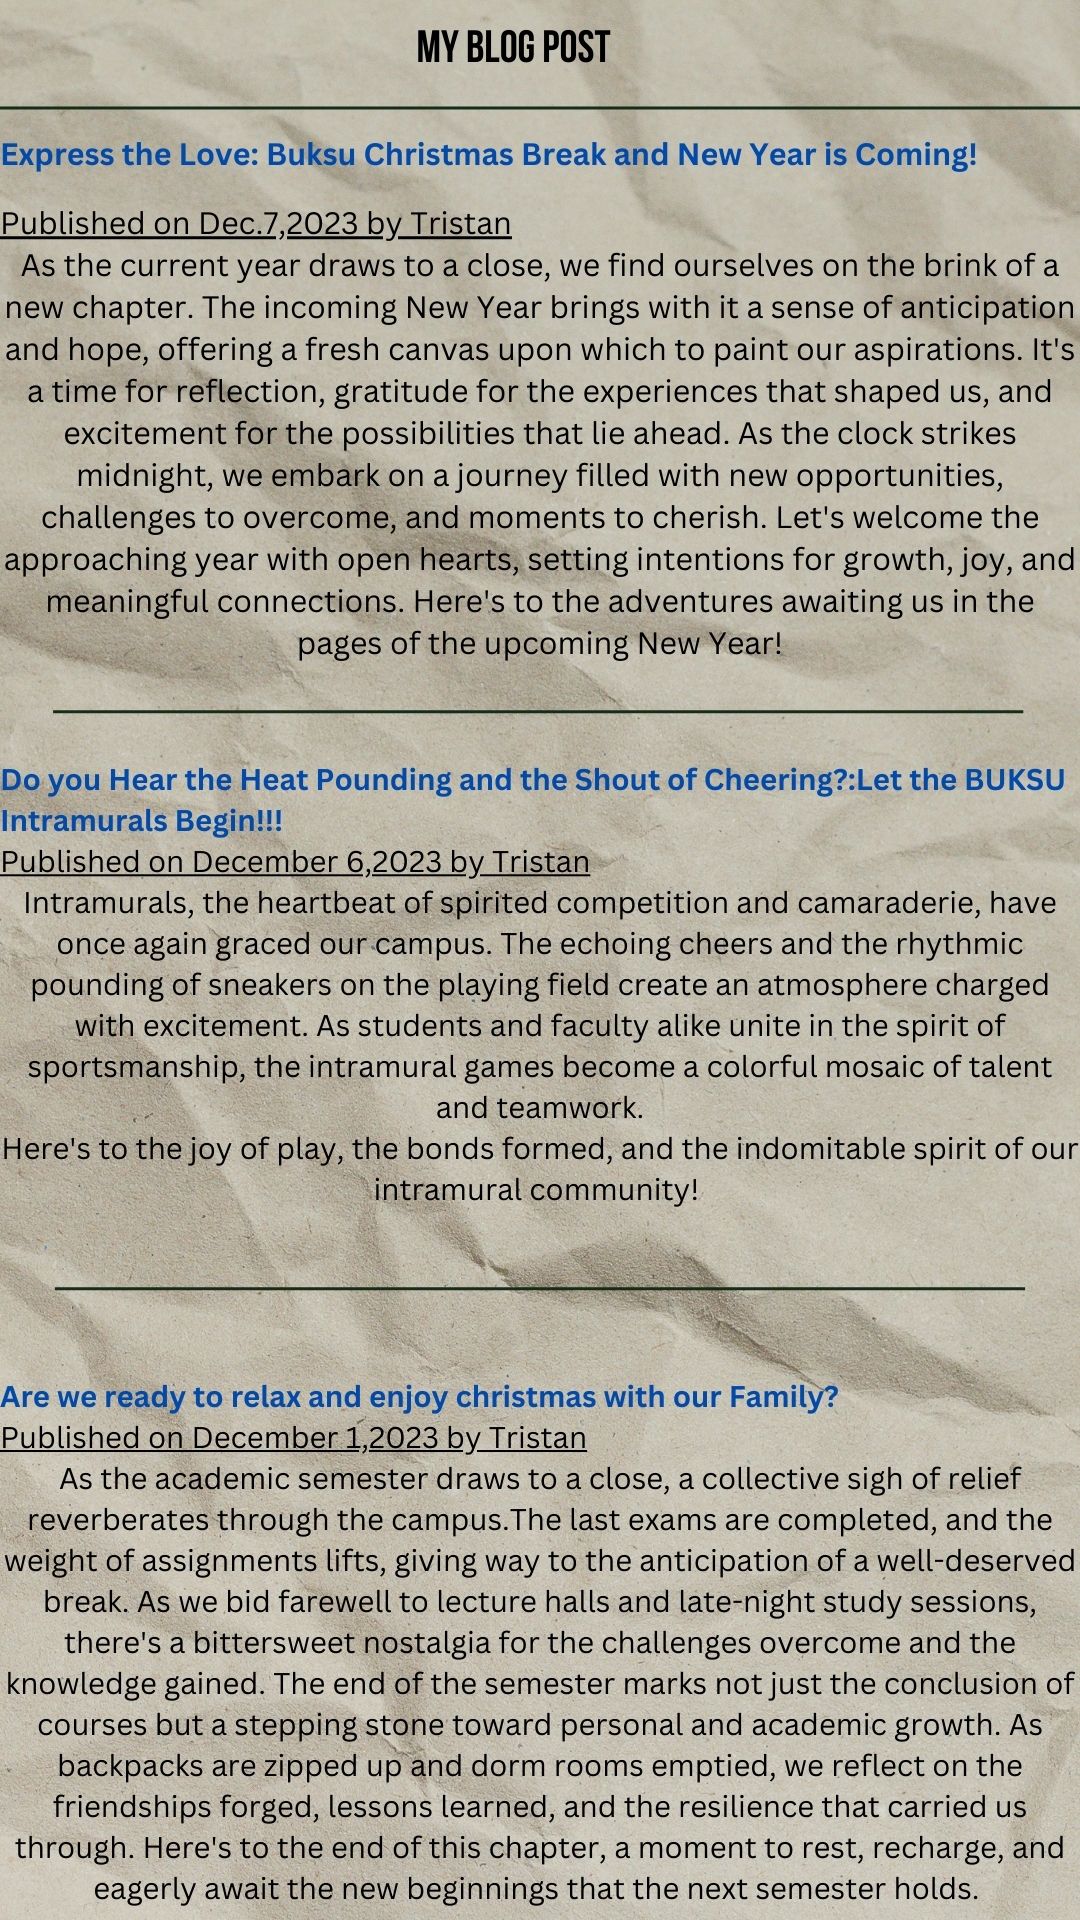 MY BLOG POST
Express the Love: Buksu Christmas Break and New Year is Coming!
Published on Dec.7,2023 by Tristan
As the current year draws to a close, we find ourselves on the brink of a
new chapter. The incoming New Year brings with it a sense of anticipation
and hope, offering a fresh canvas upon which to paint our aspirations. It's
a time for reflection, gratitude for the experiences that shaped us, and
excitement for the possibilities that lie ahead. As the clock strikes
midnight, we embark on a journey filled with new opportunities,
challenges to overcome, and moments to cherish. Let's welcome the
approaching year with open hearts, setting intentions for growth, joy, and
meaningful connections. Here's to the adventures awaiting us in the
pages of the upcoming New Year!
Do you Hear the Heat Pounding and the Shout of Cheering?:Let the BUKSU
Intramurals Begin!!!
Published on December 6,2023 by Tristan
Intramurals, the heartbeat of spirited competition and camaraderie, have
once again graced our campus. The echoing cheers and the rhythmic
pounding of sneakers on the playing field create an atmosphere charged
with excitement. As students and faculty alike unite in the spirit of
sportsmanship, the intramural games become a colorful mosaic of talent
and teamwork.
Here's to the joy of play, the bonds formed, and the indomitable spirit of our
intramural community!
Are we ready to relax and enjoy christmas with our Family?
Published on December 1,2023 by Tristan
As the academic semester draws to a close, a collective sigh of relief
reverberates through the campus.The last exams are completed, and the
weight of assignments lifts, giving way to the anticipation of a well-deserved
break. As we bid farewell to lecture halls and late-night study sessions,
there's a bittersweet nostalgia for the challenges overcome and the
knowledge gained. The end of the semester marks not just the conclusion of
courses but a stepping stone toward personal and academic growth. As
backpacks are zipped up and dorm rooms emptied, we reflect on the
friendships forged, lessons learned, and the resilience that carried us
through. Here's to the end of this chapter, a moment to rest, recharge, and
eagerly await the new beginnings that the next semester holds.